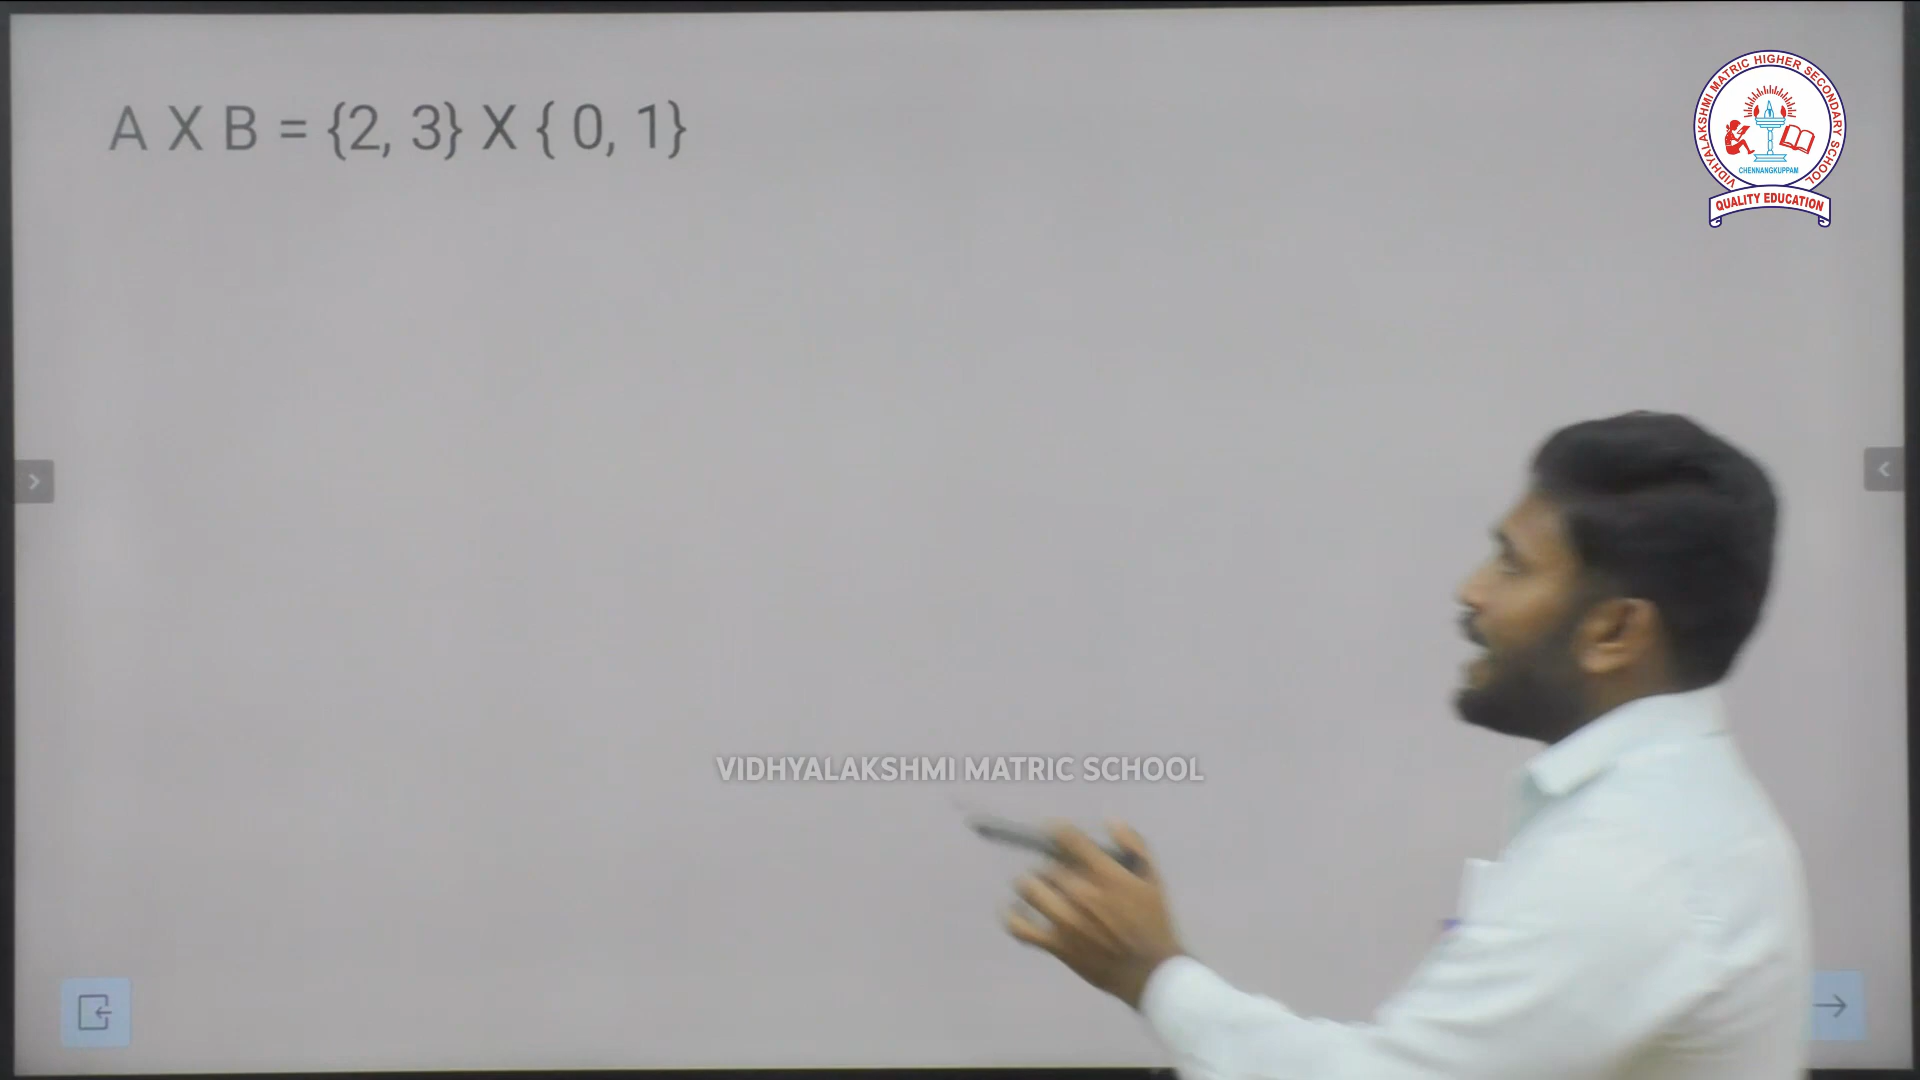 A X B = {2, 3} X { 0, 1}
VIDHYALAKSHMI MATRIC HIGHER SECONDARY SCHOOL
CHENNANGKUPPAM
QUALITY EDUCATION
VIDHYALAKSHMI MATRIC SCHOOL